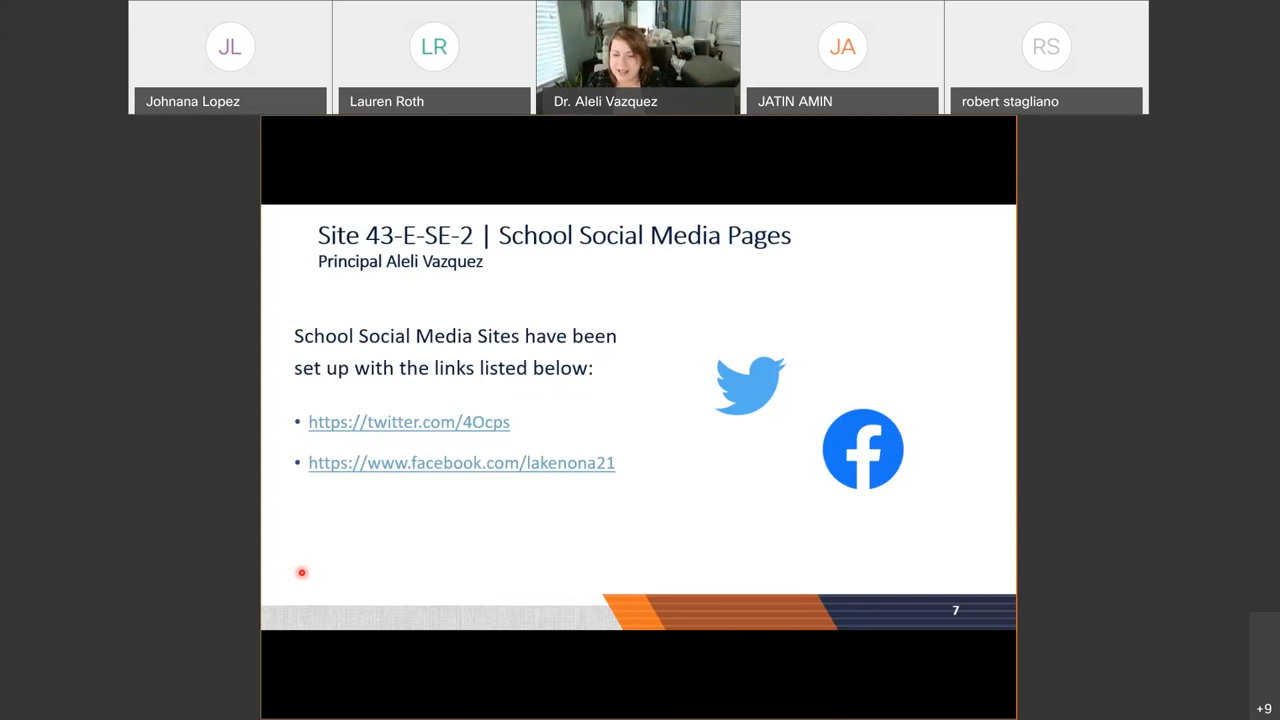 JL
LR
JA
RS
Johnana Lopez
Lauren Roth
Dr. Aleli Vazquez
JATIN AMIN
robert stagliano
Site 43-E-SE-2 | School Social Media Pages
Principal Aleli Vazquez
School Social Media Sites have been
set up with the links listed below:
• https://twitter.com/4Ocps
• https://www.facebook.com/lakenona21
7
+9